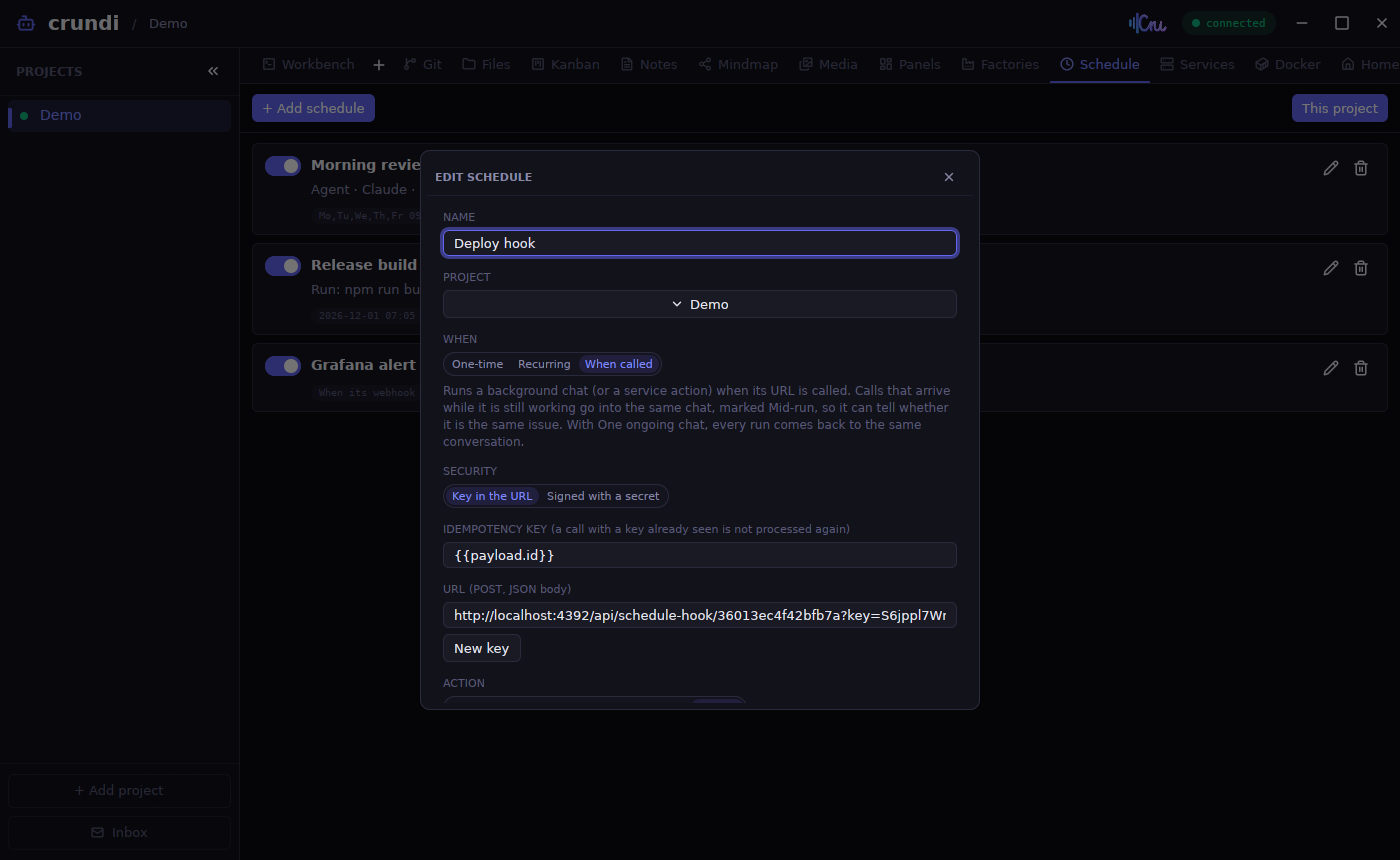 crundi / Demo
Cru
connected
PROJECTS
Workbench
Git
Files
Kanban
Notes
Mindmap
Media
Panels
Factories
Schedule
Services
Docker
Home
Demo
+ Add schedule
This project
Morning revie
Agent · Claude ·
Mo,Tu,We,Th,Fr 09
Release build
Run: npm run bu
2026-12-01 07:05
Grafana alert
When its webhook
EDIT SCHEDULE
NAME
Deploy hook
PROJECT
Demo
WHEN
One-time Recurring When called
Runs a background chat (or a service action) when its URL is called. Calls that arrive
while it is still working go into the same chat, marked Mid-run, so it can tell whether
it is the same issue. With One ongoing chat, every run comes back to the same
conversation.
SECURITY
Key in the URL Signed with a secret
IDEMPOTENCY KEY (a call with a key already seen is not processed again)
{{payload.id}}
URL (POST, JSON body)
http://localhost:4392/api/schedule-hook/36013ec4f42bfb7a?key=S6jppl7Wr
New key
ACTION
+ Add project
Inbox